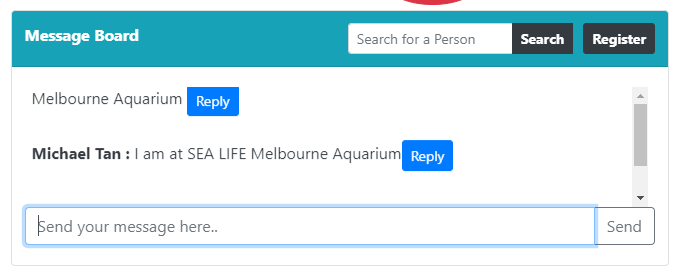 Message Board
Search for a Person
Search
Register
Melbourne Aquarium Reply
Michael Tan : I am at SEA LIFE Melbourne Aquarium Reply
Send your message here.. Send